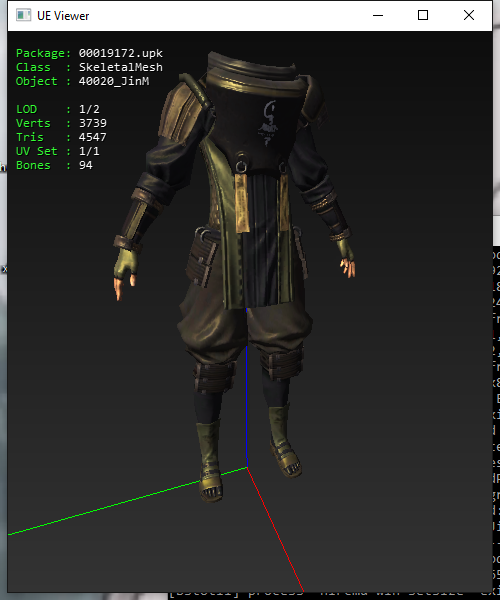 UE Viewer
Package: 00019172.upk
Class : SkeletalMesh
Object : 40020_JinM
LOD : 1/2
Verts : 3739
Tris : 4547
UV Set : 1/1
Bones : 94